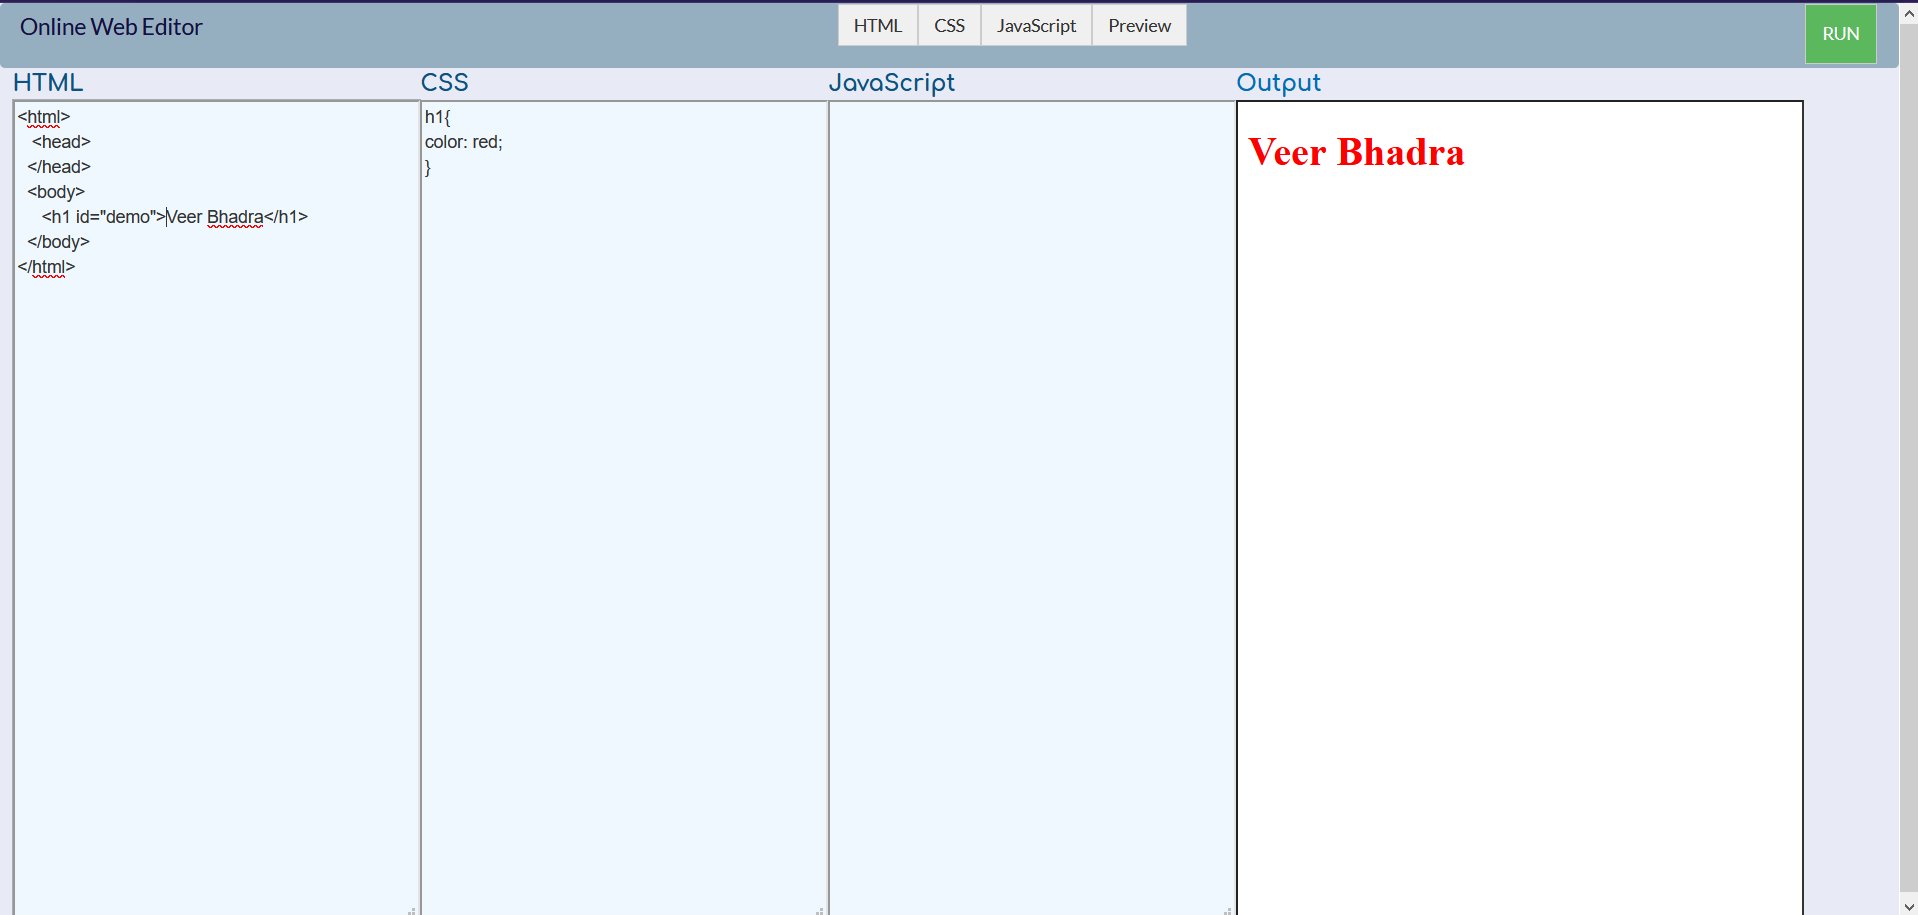 Online Web Editor
HTML CSS JavaScript Preview
RUN
HTML
<html>
<head>
</head>
<body>
<h1 id="demo">Veer Bhadra</h1>
</body>
</html>
CSS
h1{
color: red;
}
JavaScript
Output
Veer Bhadra